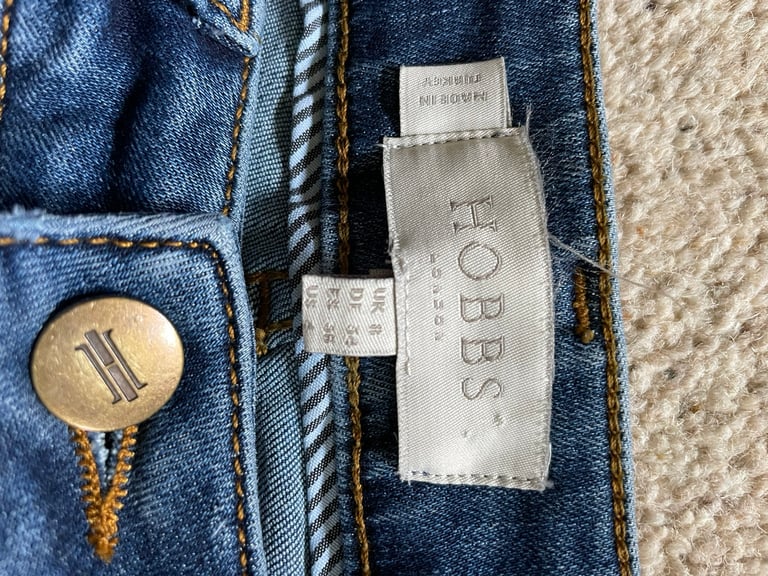 MADE IN
TURKEY
HOBBS
LONDON
UK 8
DE 34
FR 36
US 4
H